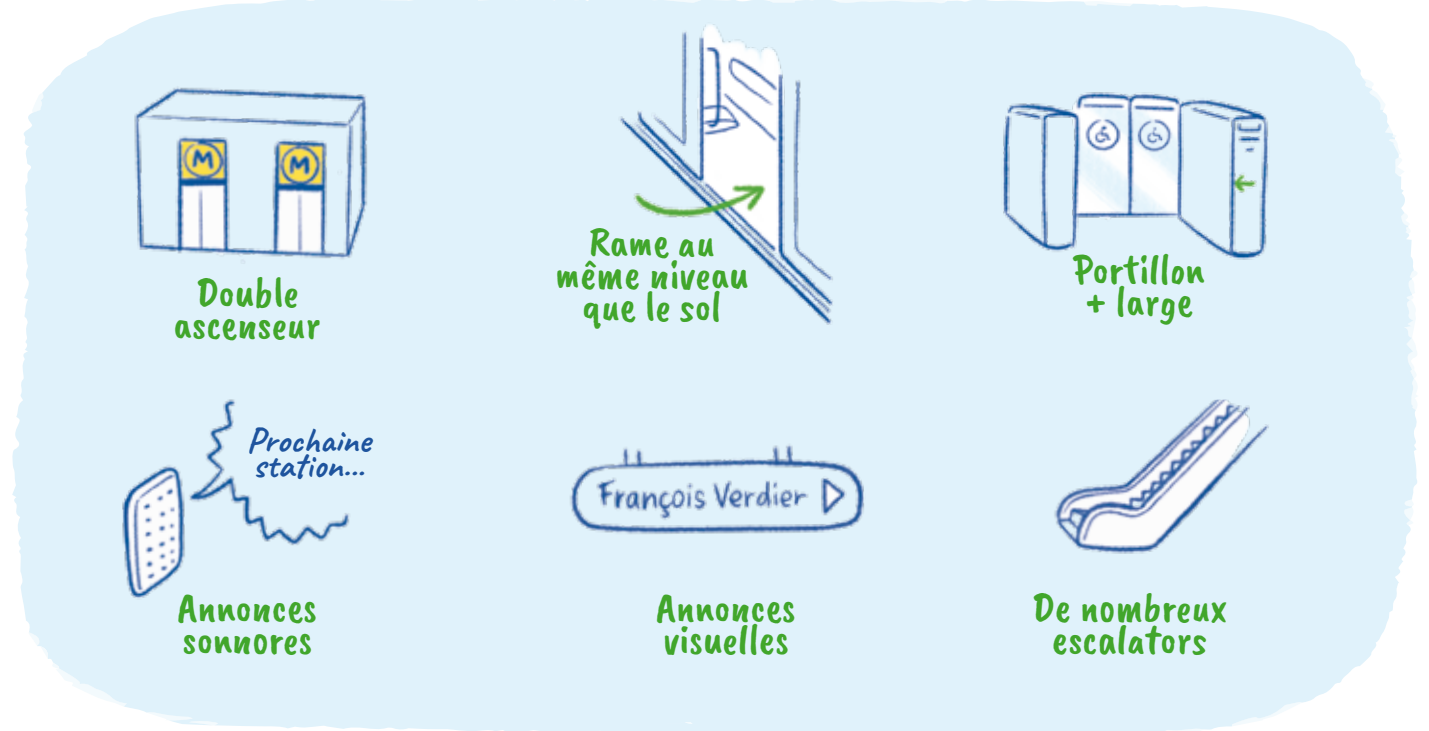 M
M
Double
ascenseur
Rame au
même niveau
que le sol
Portillon
+ large
Prochaine
station...
Annonces
sonnores
François Verdier
Annonces
visuelles
De nombreux
escalators